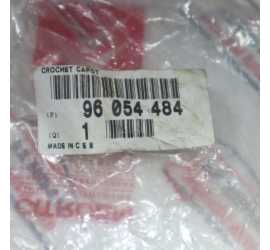 CROCHET CAPOT
(P) 96 054 484
(Q) 1
MADE IN C E E